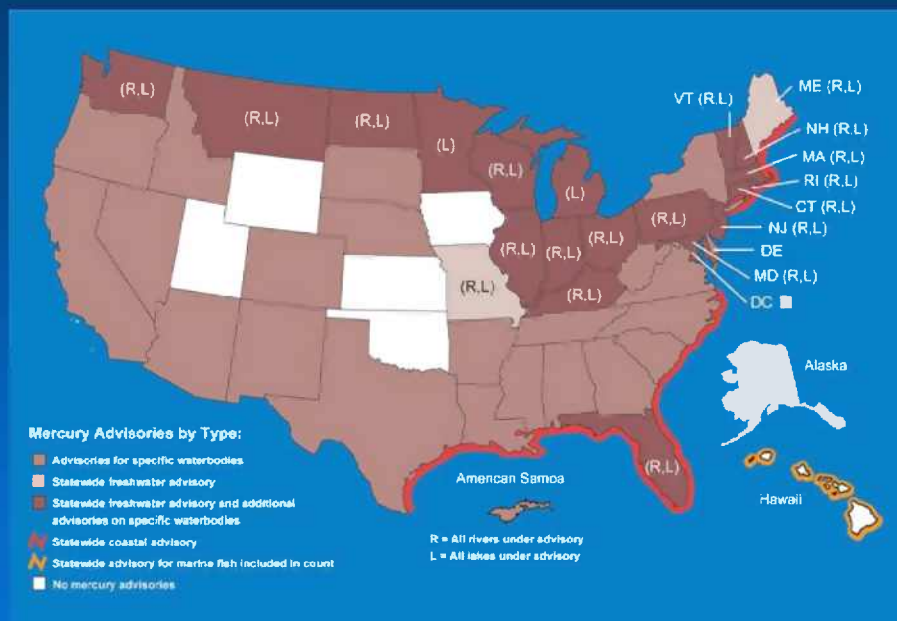 (R,L)
(R,L)
(R,L)
(L)
(R,L)
(L)
(R,L)
(R,L)
(R,L)
(R,L)
(R,L)
(R,L)
(R,L)
VT (R,L)
ME (R,L)
NH (R,L)
MA (R,L)
RI (R,L)
CT (R,L)
NJ (R,L)
DE
MD (R,L)
DC
Alaska
Hawaii
American Samoa
R = All rivers under advisory
L = All lakes under advisory
Mercury Advisories by Type:
Advisories for specific waterbodies
Statewide freshwater advisory
Statewide freshwater advisory and additional
advisories on specific waterbodies
Statewide coastal advisory
Statewide advisory for marine fish included in count
No mercury advisories